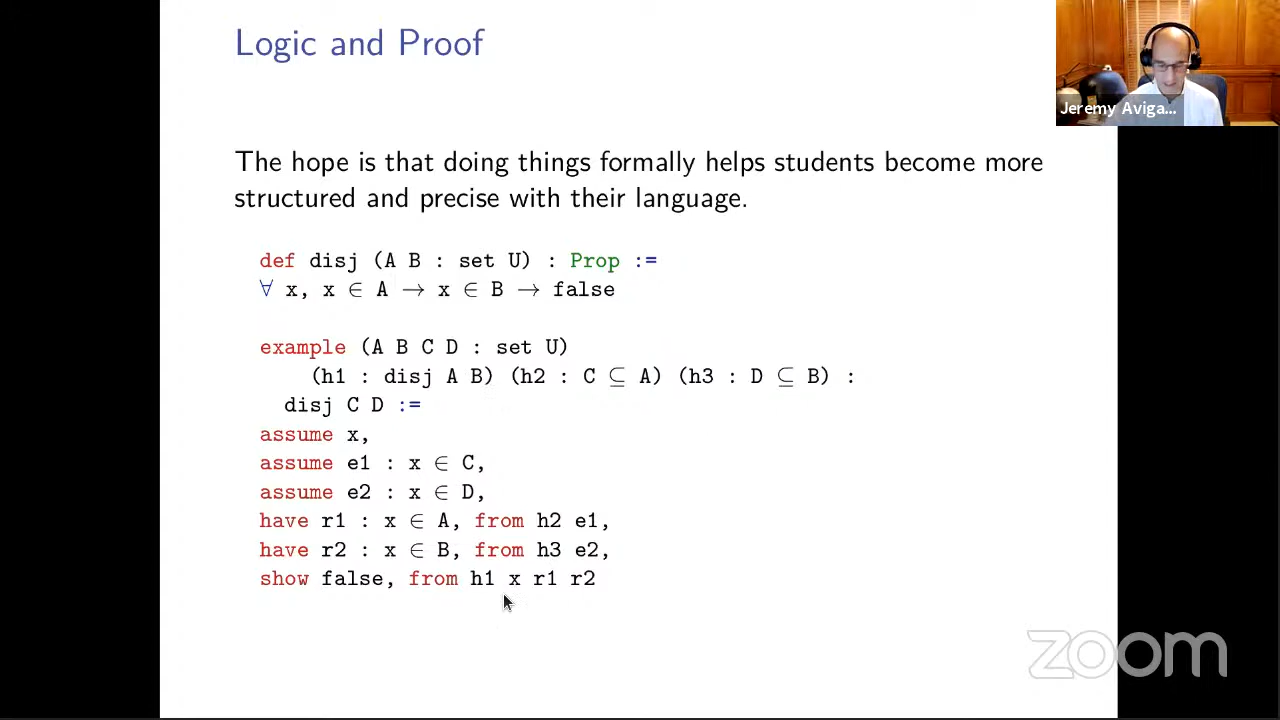 Logic and Proof
Jeremy Aviga...
The hope is that doing things formally helps students become more
structured and precise with their language.
def disj (A B : set U) : Prop :=
∀ x, x ∈ A → x ∈ B → false
example (A B C D : set U)
(h1 : disj A B) (h2 : C ⊆ A) (h3 : D ⊆ B) :
disj C D :=
assume x,
assume e1 : x ∈ C,
assume e2 : x ∈ D,
have r1 : x ∈ A, from h2 e1,
have r2 : x ∈ B, from h3 e2,
show false, from h1 x r1 r2
zoom